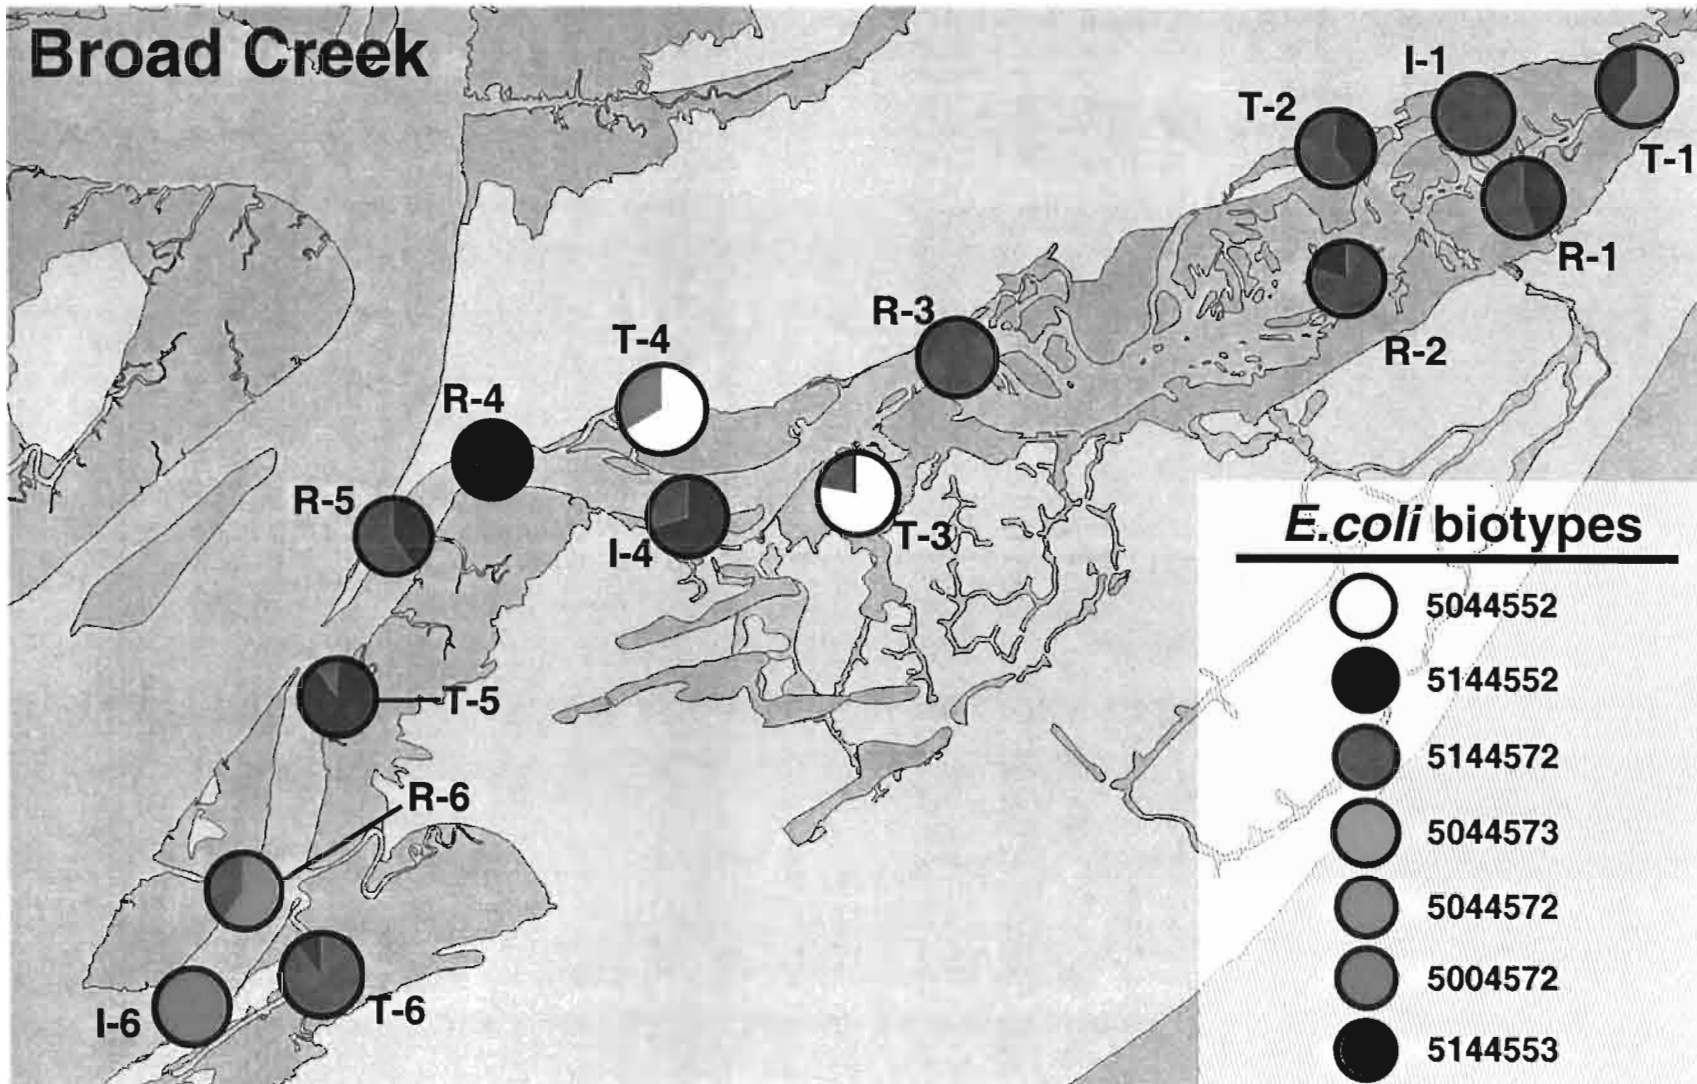 Broad Creek
I-1
T-2
T-1
R-1
R-3
R-2
T-4
R-4
R-5
I-4
T-3
T-5
R-6
I-6
T-6
E.coli biotypes
5044552
5144552
5144572
5044573
5044572
5004572
5144553